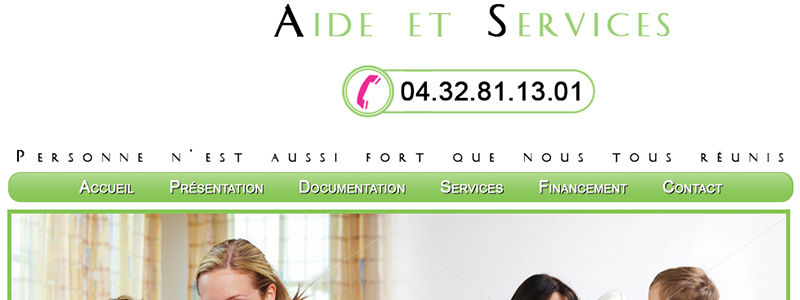 Aide et Services
04.32.81.13.01
Personne n'est aussi fort que nous tous réunis
Accueil Présentation Documentation Services Financement Contact